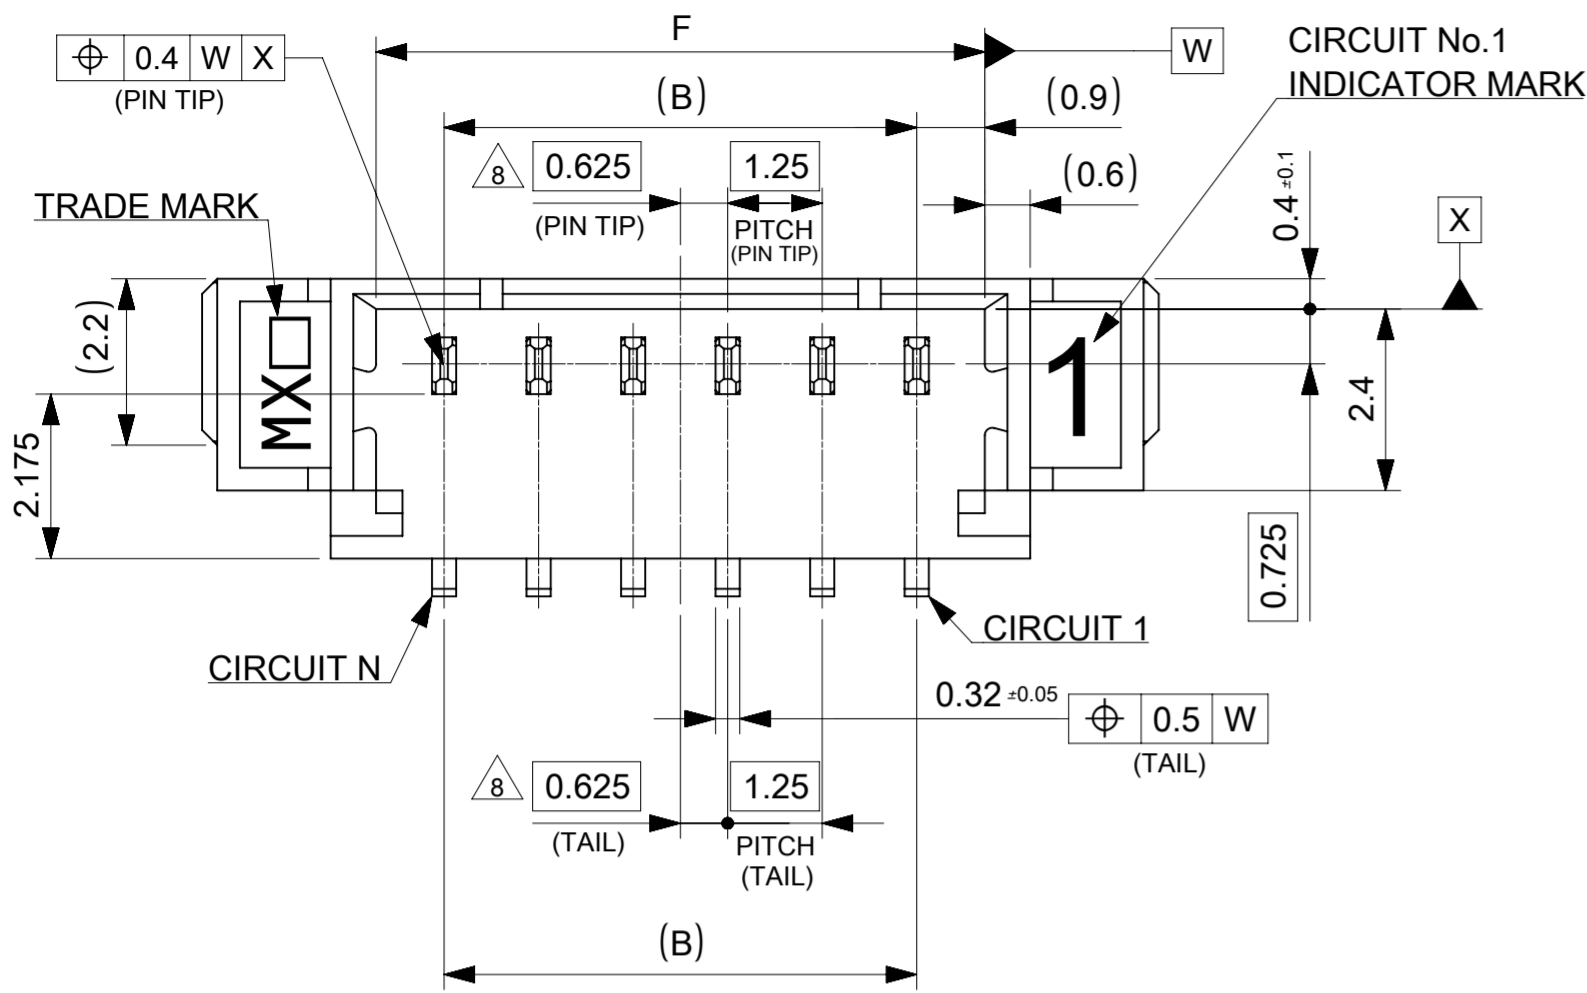 F
W
CIRCUIT No.1
INDICATOR MARK
⌖ 0.4 W X
(PIN TIP)
(B)
(0.9)
8 0.625
(PIN TIP)
1.25
PITCH
(PIN TIP)
(0.6)
0.4 ±0.1
X
TRADE MARK
(2.2)
MX□
1
2.4
2.175
0.725
CIRCUIT N
CIRCUIT 1
0.32 ±0.05
⌖ 0.5 W
(TAIL)
8 0.625
(TAIL)
1.25
PITCH
(TAIL)
(B)